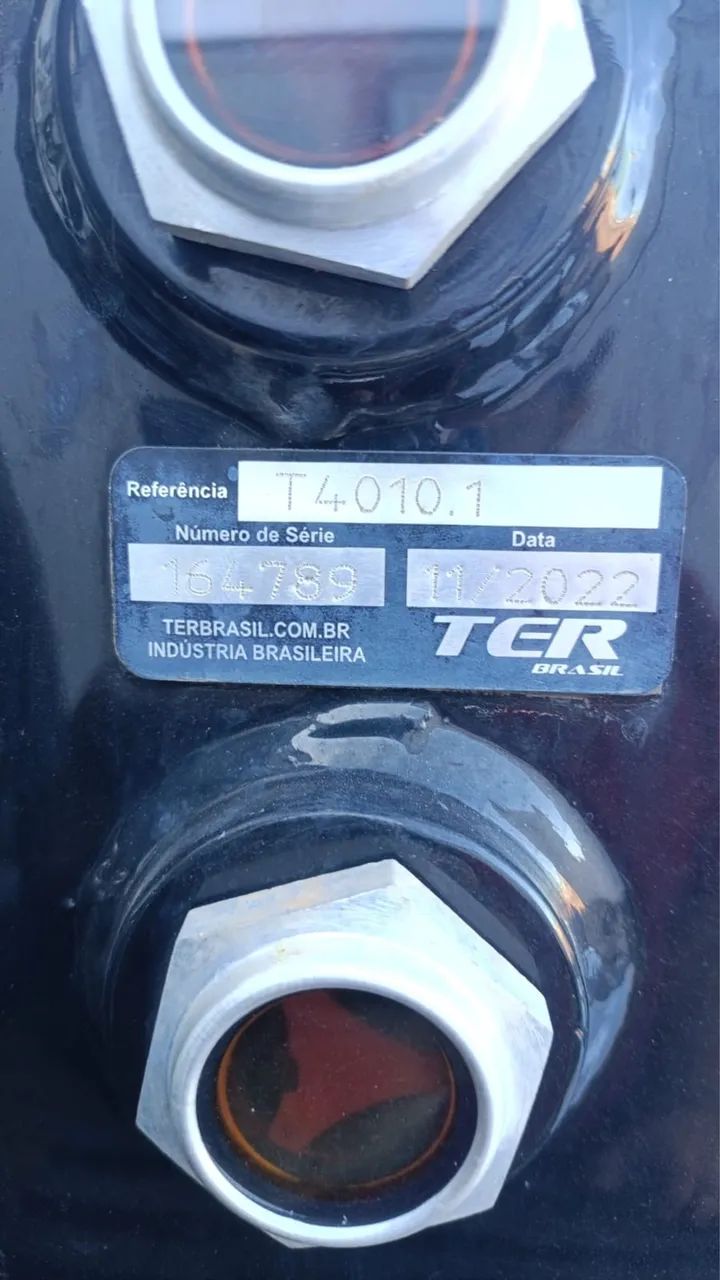 Referência T4010.1
Número de Série Data
164789 11/2022
TERBRASIL.COM.BR
INDÚSTRIA BRASILEIRA
TER
BRASIL